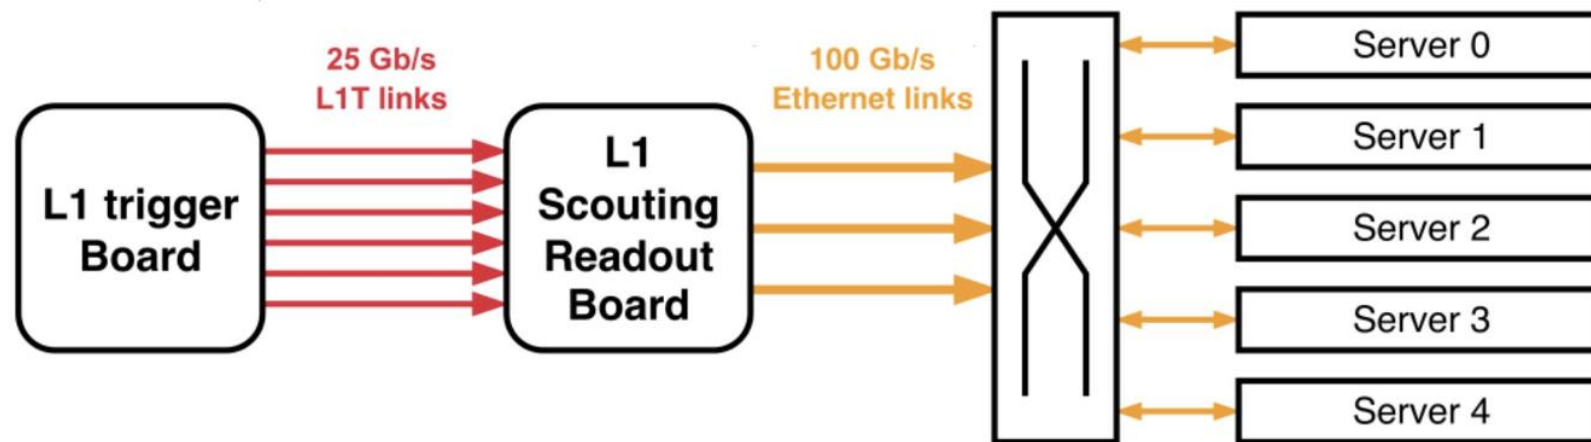 25 Gb/s
L1T links
100 Gb/s
Ethernet links
L1 trigger
Board
L1
Scouting
Readout
Board
Server 0
Server 1
Server 2
Server 3
Server 4